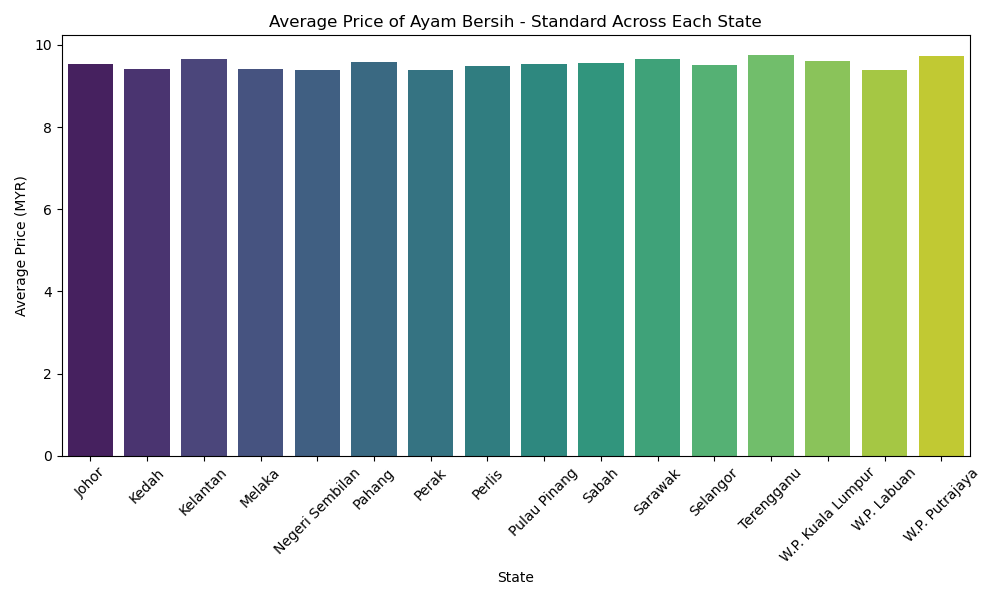 Average Price of Ayam Bersih - Standard Across Each State
Average Price (MYR)
10
8
6
4
2
0
Johor
Kedah
Kelantan
Melaka
Negeri Sembilan
Pahang
Perak
Perlis
Pulau Pinang
Sabah
Sarawak
Selangor
Terengganu
W.P. Kuala Lumpur
W.P. Labuan
W.P. Putrajaya
State